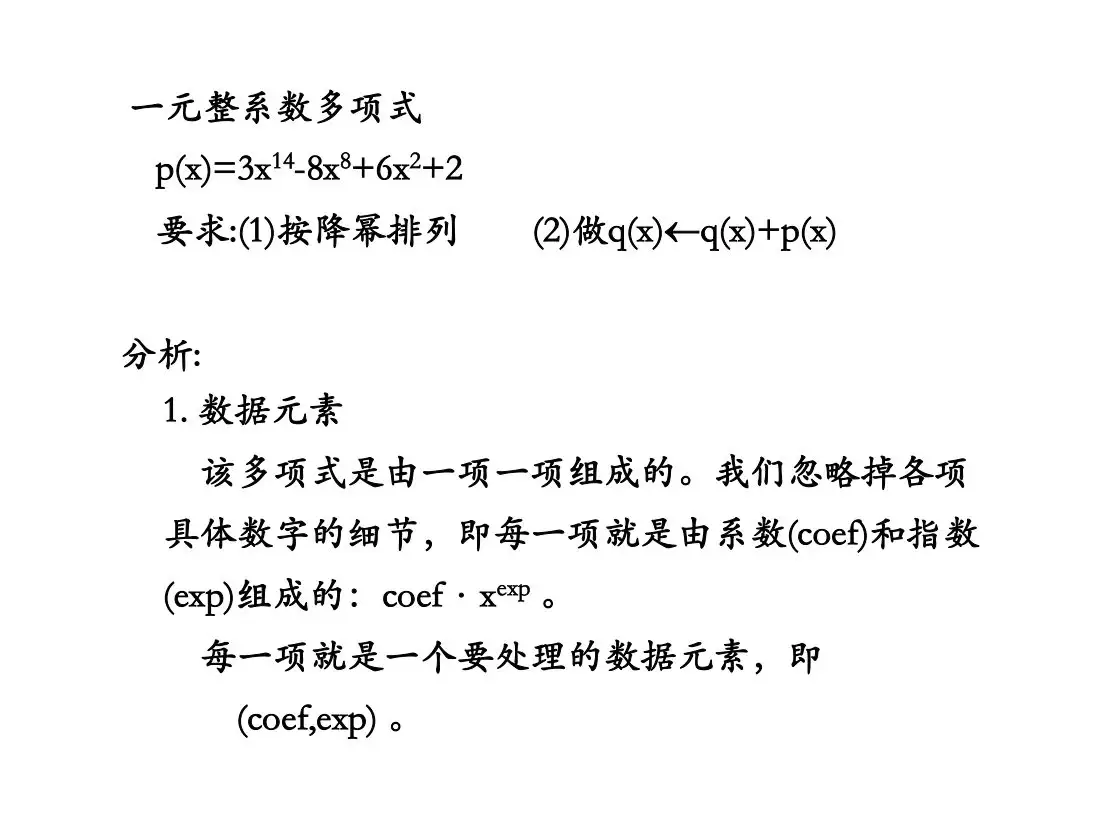 一元整系数多项式
p(x)=3x¹⁴-8x⁸+6x²+2
要求:(1)按降幂排列 (2)做q(x)←q(x)+p(x)
分析:
1. 数据元素
该多项式是由一项一项组成的。我们忽略掉各项
具体数字的细节，即每一项就是由系数(coef)和指数
(exp)组成的：coef · xᵉˣᵖ 。
每一项就是一个要处理的数据元素，即
(coef,exp) 。